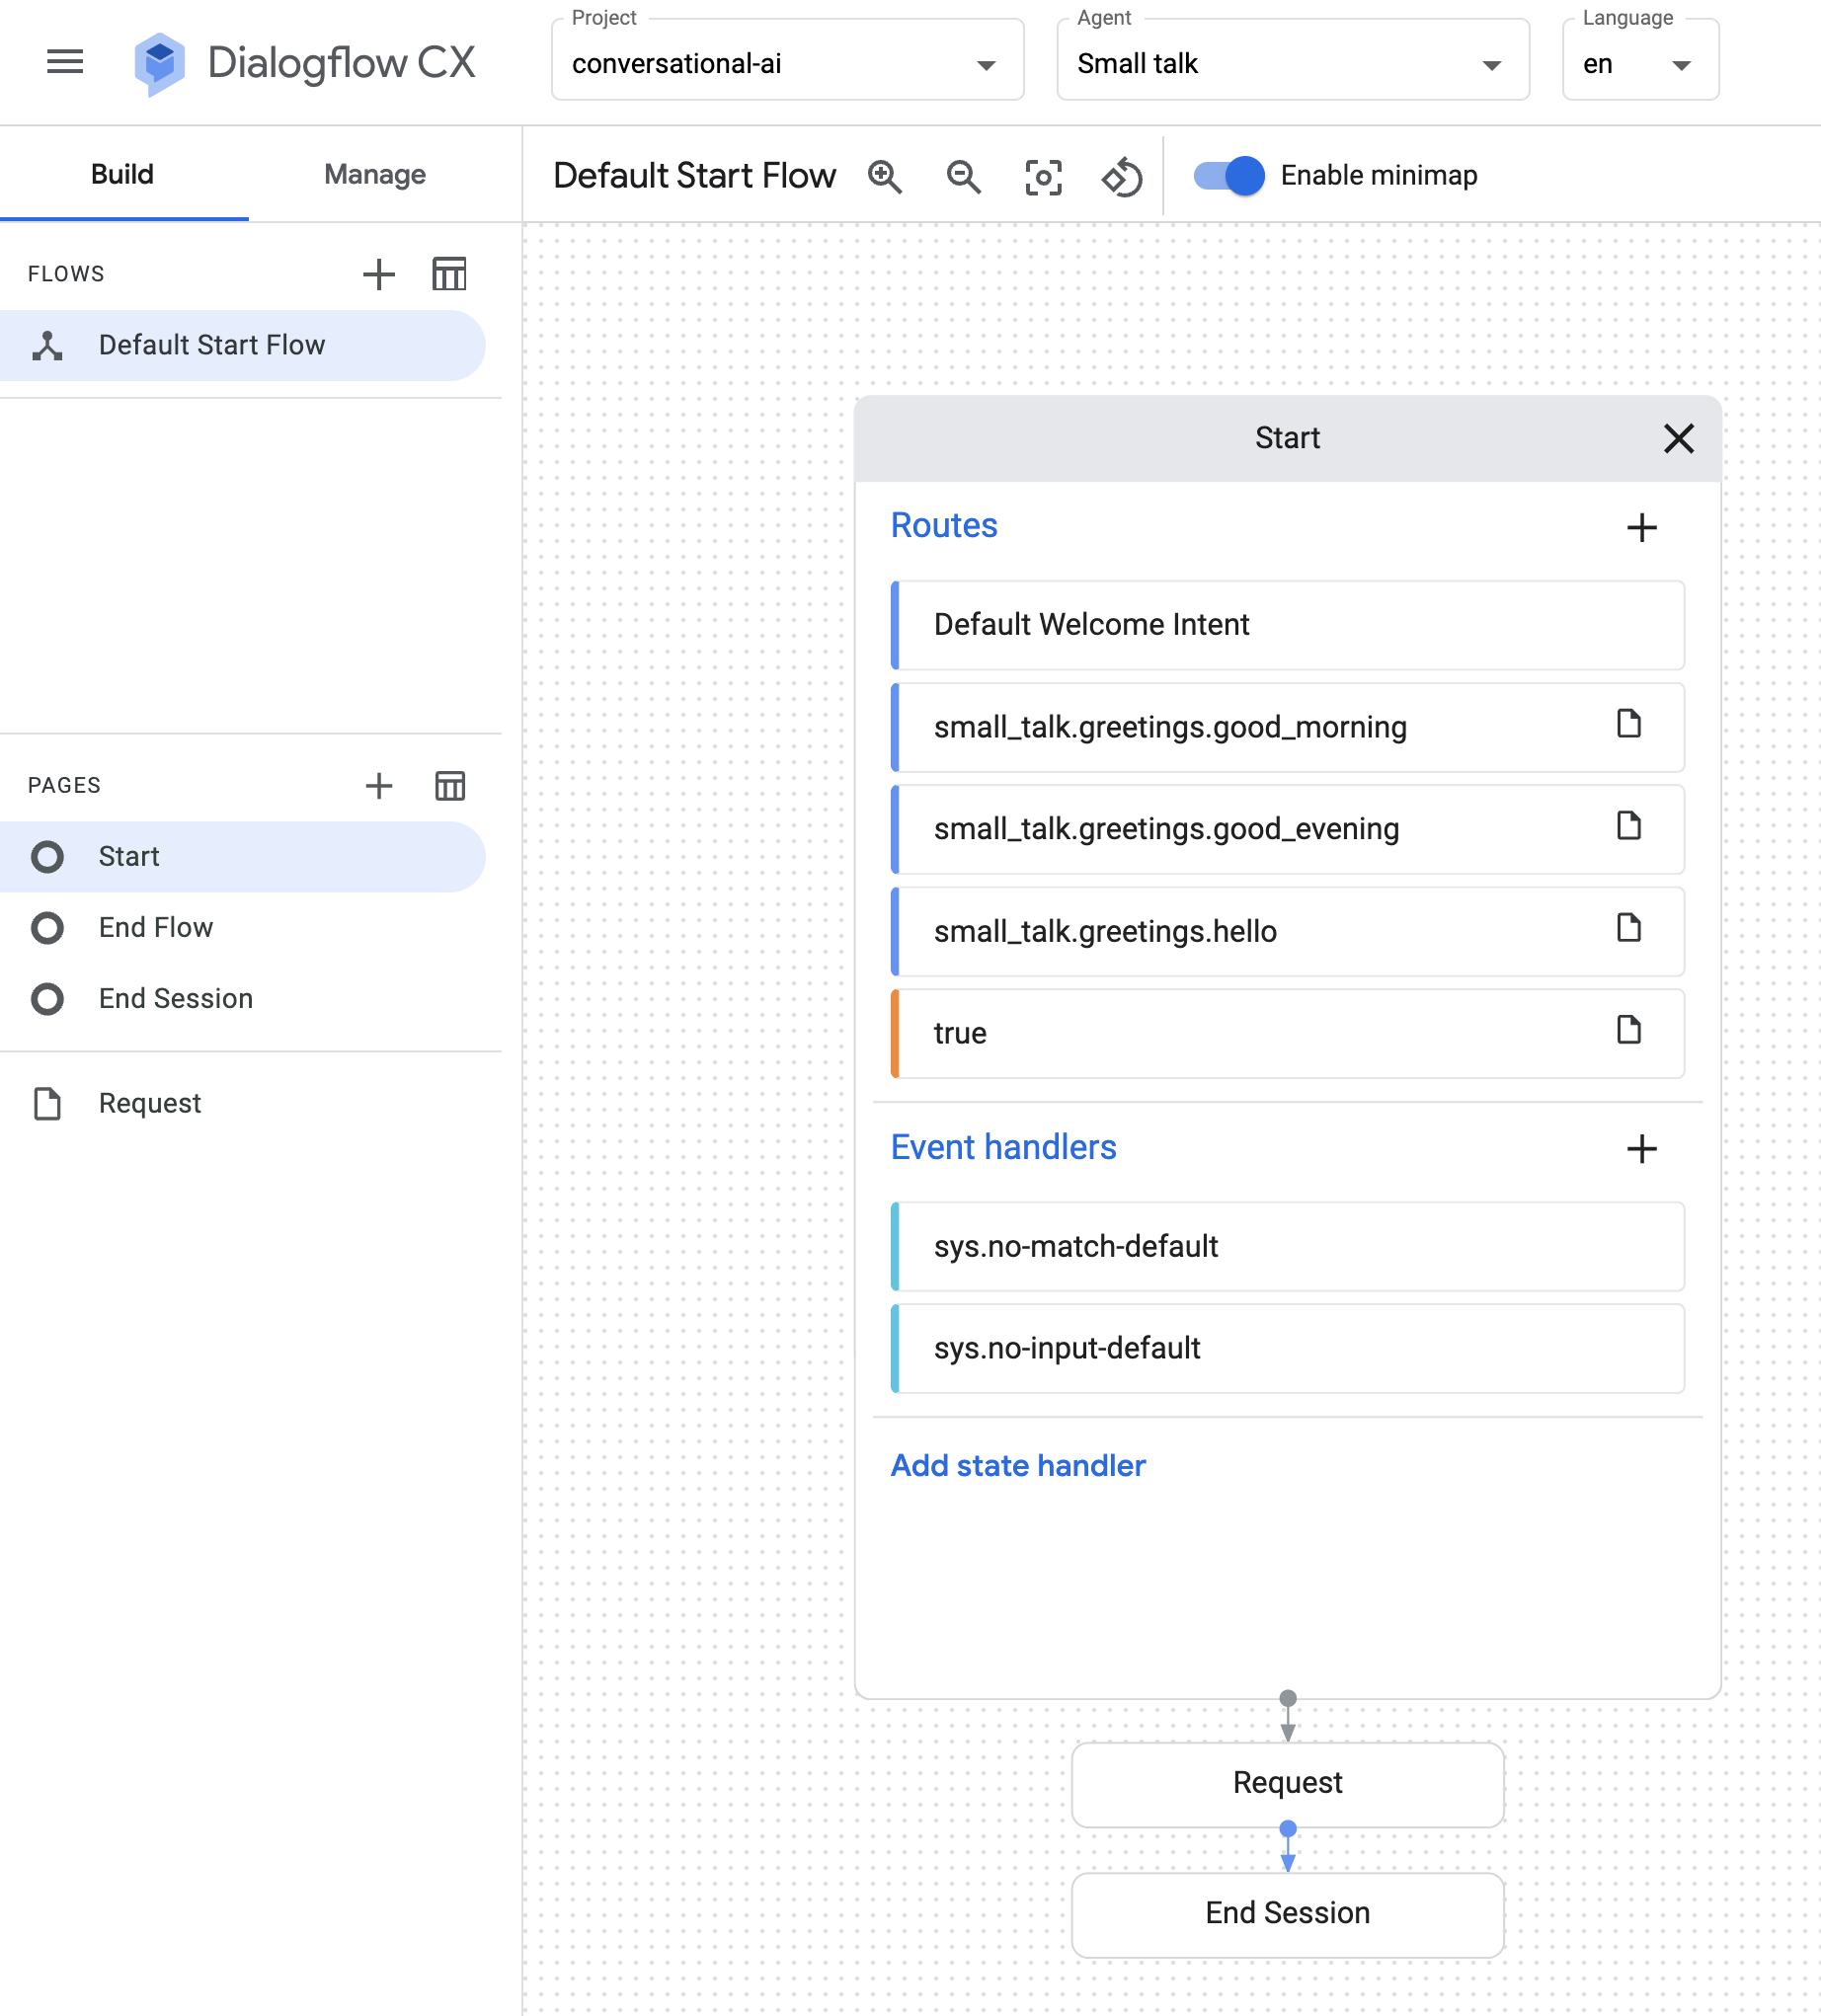 Dialogflow CX
Project
conversational-ai
Agent
Small talk
Language
en
Build
Manage
Default Start Flow
Enable minimap
FLOWS
Default Start Flow
PAGES
Start
End Flow
End Session
Request
Start
Routes
Default Welcome Intent
small_talk.greetings.good_morning
small_talk.greetings.good_evening
small_talk.greetings.hello
true
Event handlers
sys.no-match-default
sys.no-input-default
Add state handler
Request
End Session